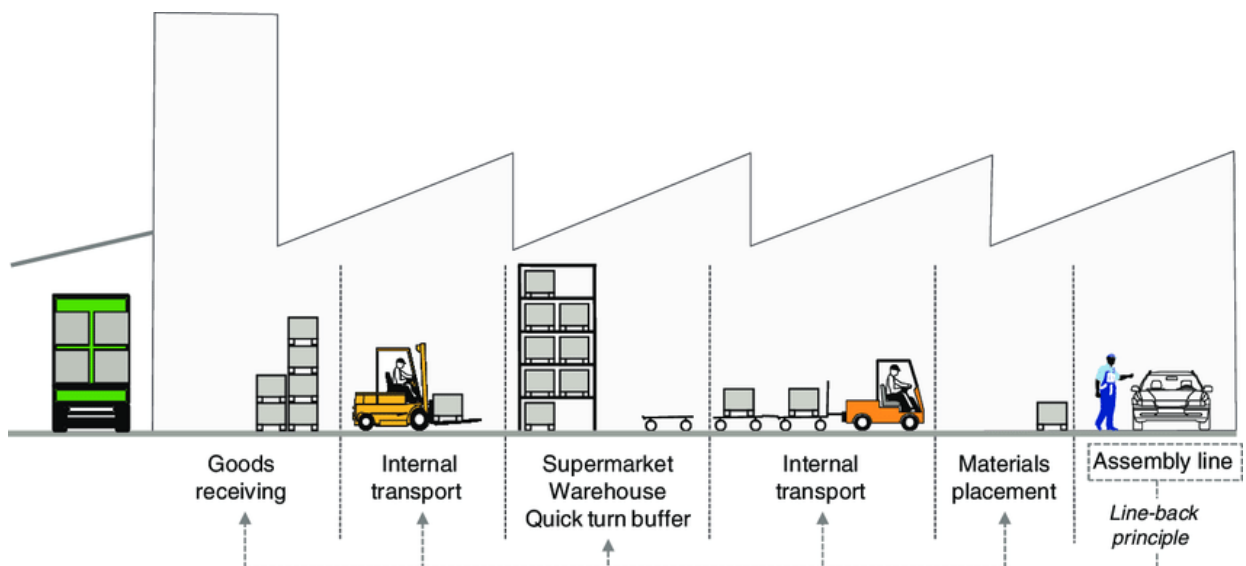 Goods
receiving
Internal
transport
Supermarket
Warehouse
Quick turn buffer
Internal
transport
Materials
placement
Assembly line
Line-back
principle